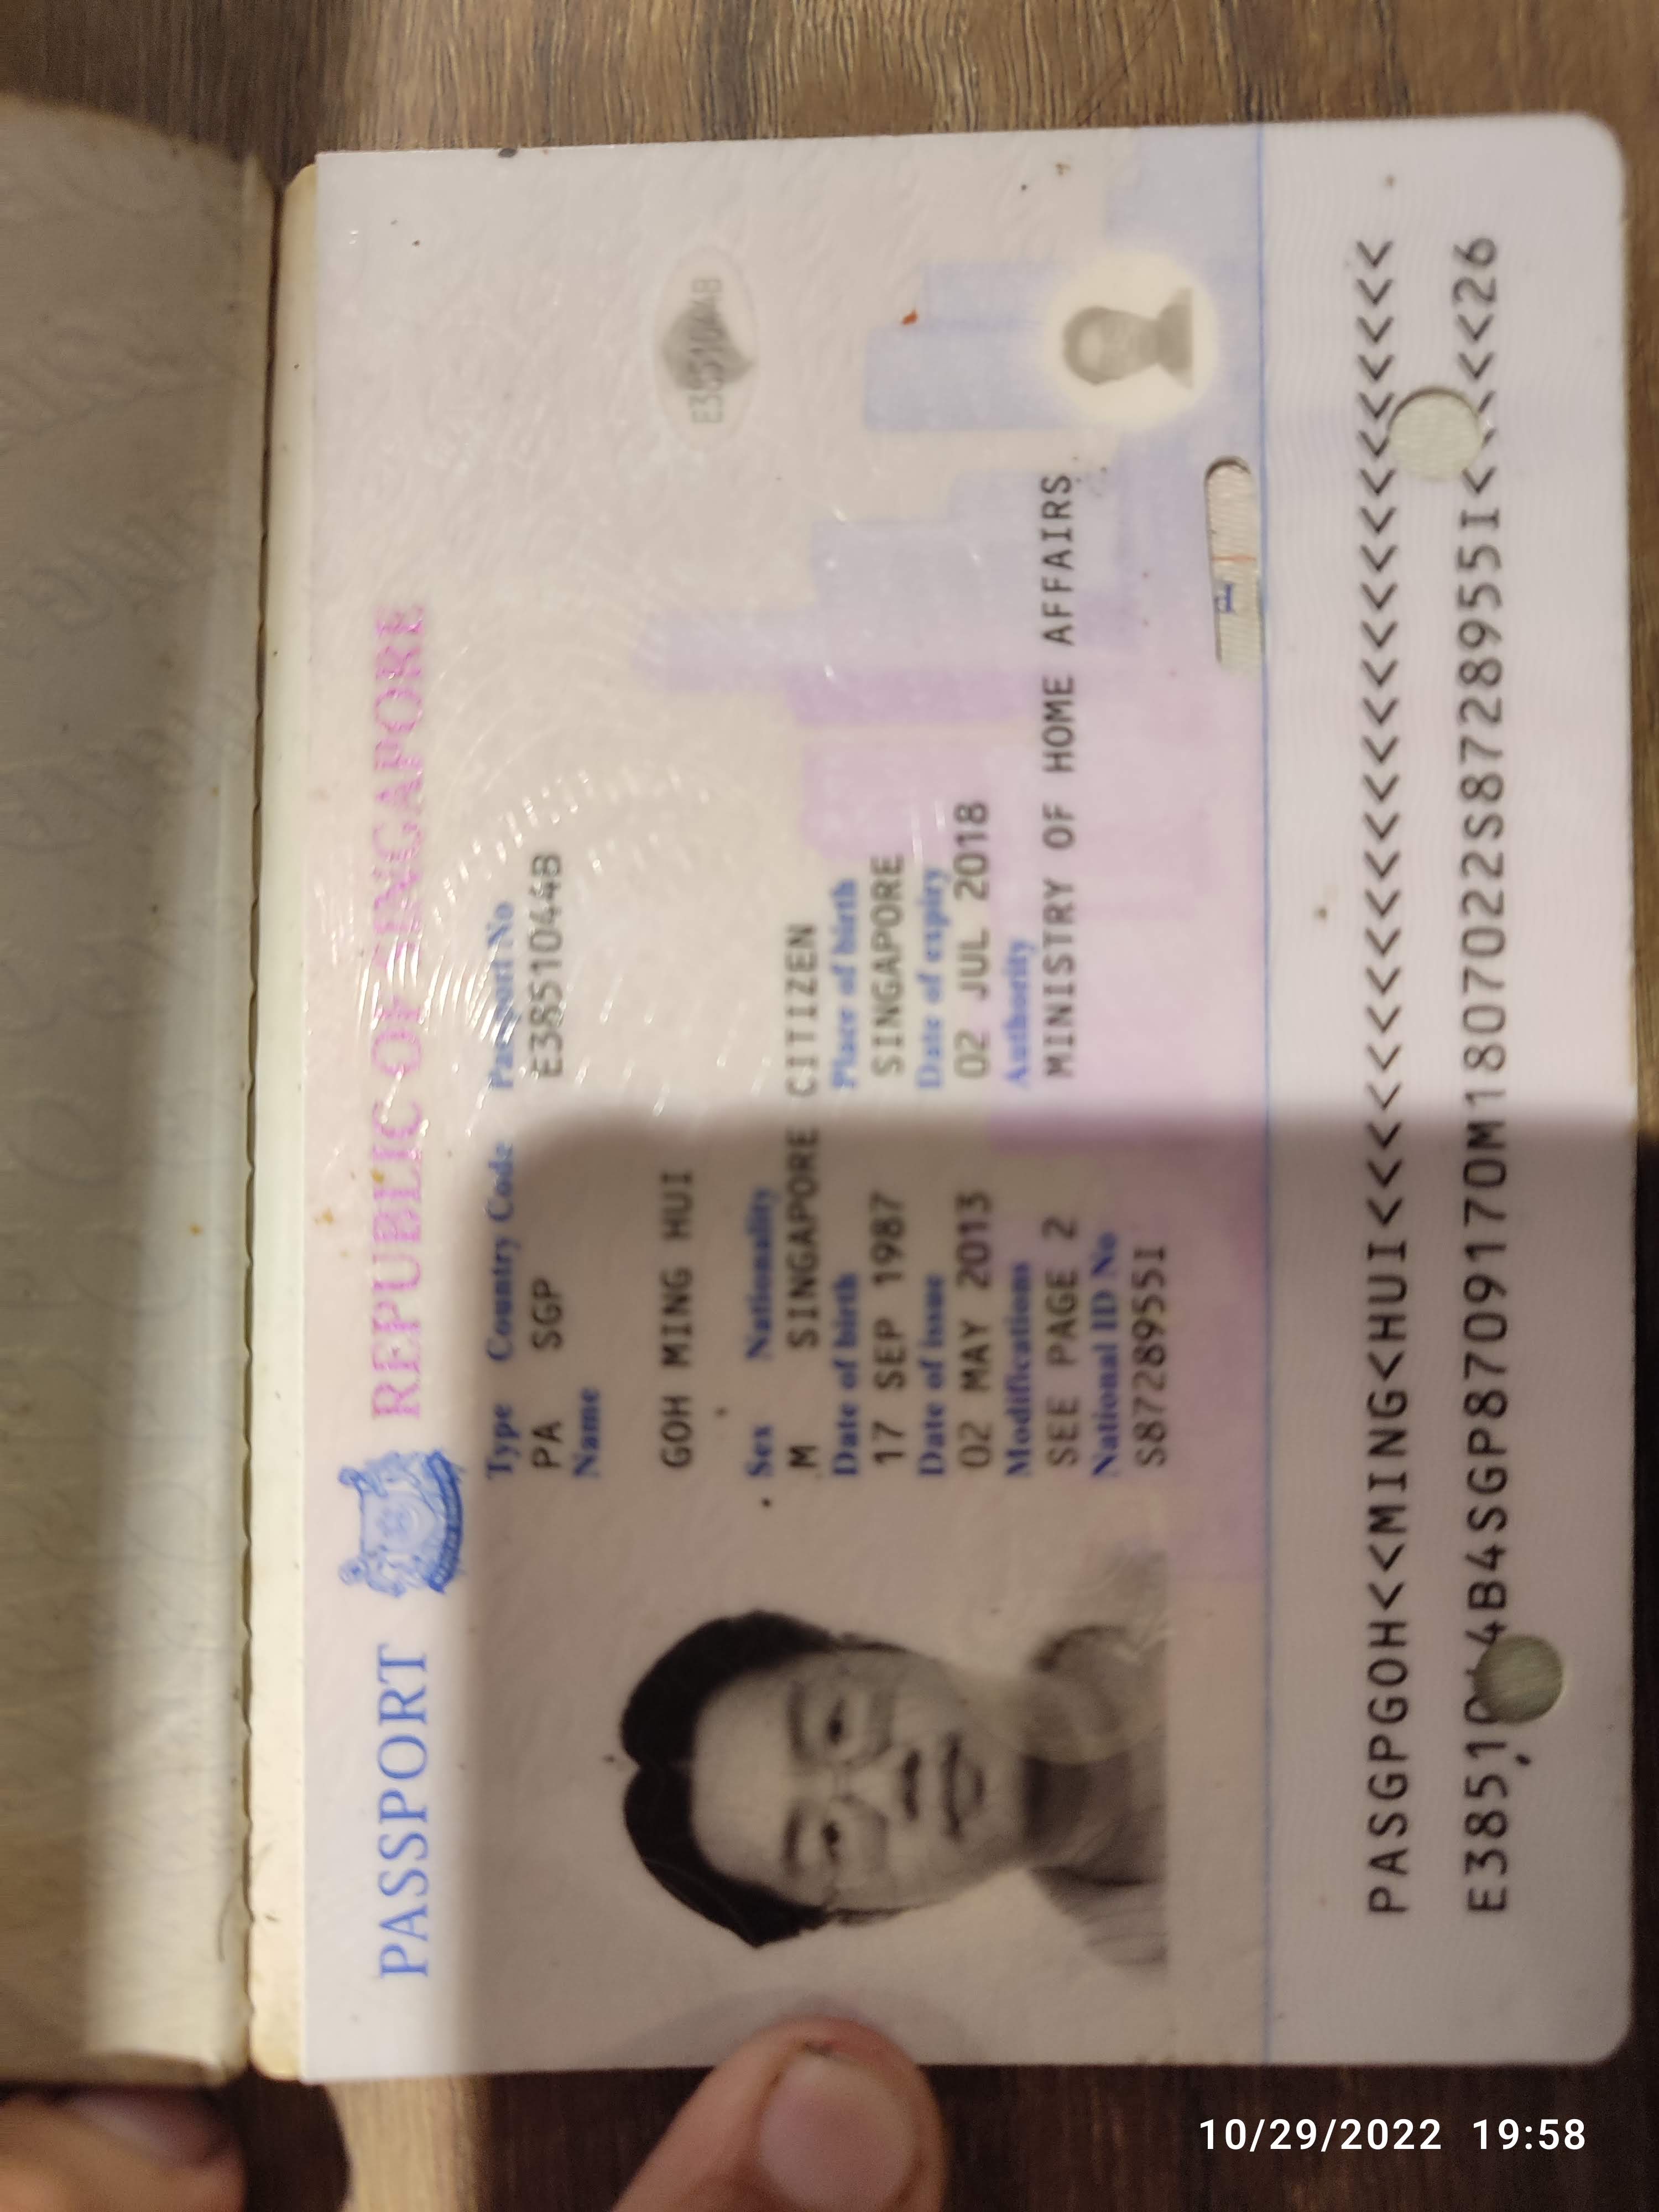 PASSPORT REPUBLIC OF SINGAPORE
Type Country Code Passport No
PA SGP E3851044B
Name
GOH MING HUI
E3851044B
Sex Nationality
M SINGAPORE CITIZEN
Date of birth Place of birth
17 SEP 1987 SINGAPORE
Date of issue Date of expiry
02 MAY 2013 02 JUL 2018
Modifications Authority
SEE PAGE 2 MINISTRY OF HOME AFFAIRS
National ID No
S8728955I
P
PASGPGOH<<MING<HUI<<<<<<<<<<<<<<<<<<<<<<<<<<
4B4SGP8709170M1807022S8728955I<
<<26
10/29/2022 19:58